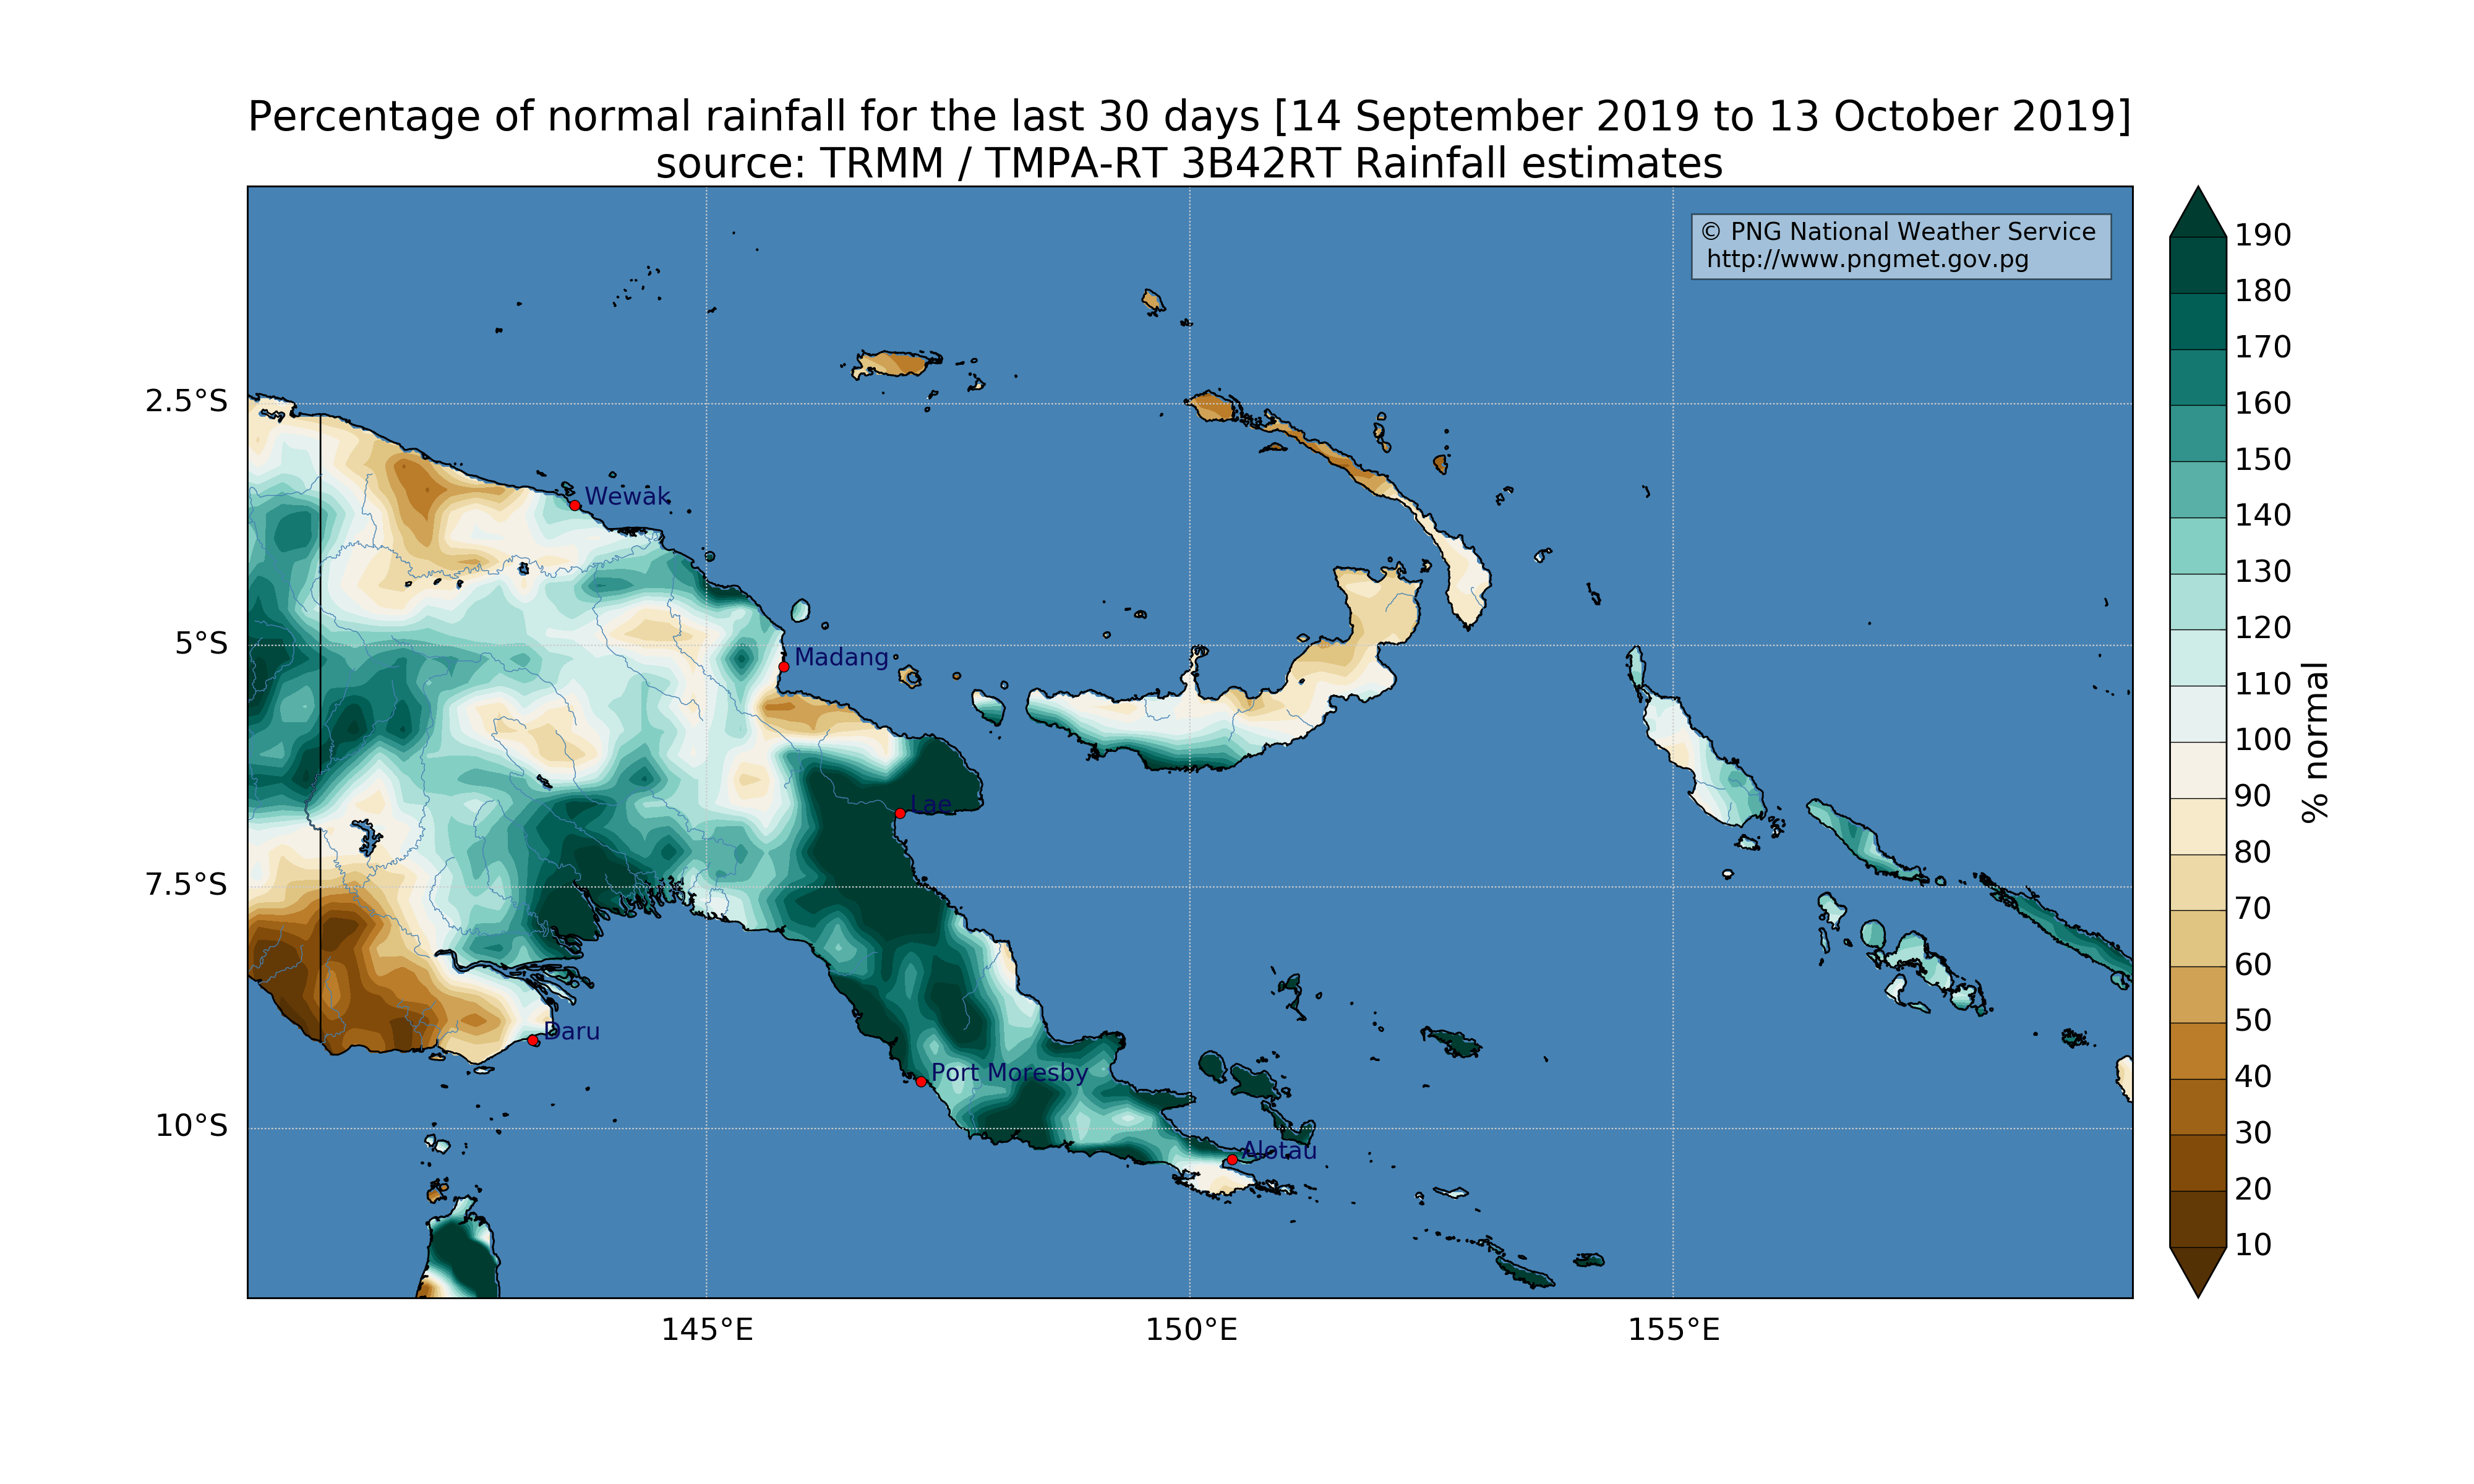 Percentage of normal rainfall for the last 30 days [14 September 2019 to 13 October 2019]
source: TRMM / TMPA-RT 3B42RT Rainfall estimates
© PNG National Weather Service
http://www.pngmet.gov.pg
190
180
170
160
150
140
130
120
110
100
90
80
70
60
50
40
30
20
10
% normal
2.5°S
5°S
7.5°S
10°S
Wewak
Madang
Lae
Daru
Port Moresby
Alotau
145°E
150°E
155°E